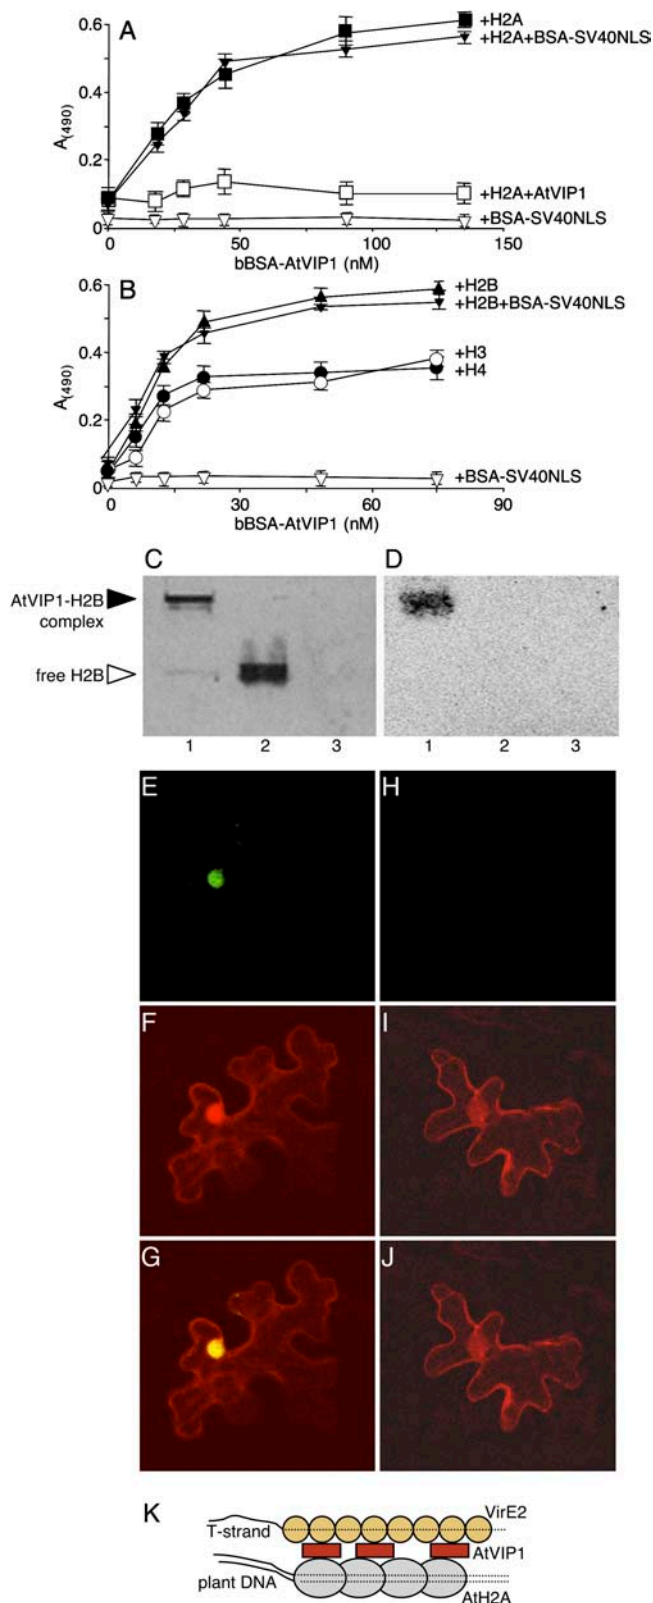 A
A(490)
0.6
0.4
0.2
0
+H2A
+H2A+BSA-SV40NLS
+H2A+AtVIP1
+BSA-SV40NLS
0 50 100 150
bBSA-AtVIP1 (nM)
B
A(490)
0.6
0.4
0.2
0
+H2B
+H2B+BSA-SV40NLS
+H3
+H4
+BSA-SV40NLS
0 30 60 90
bBSA-AtVIP1 (nM)
C
D
AtVIP1-H2B
complex
free H2B
1 2 3
1 2 3
E
H
F
I
G
J
K
VirE2
T-strand
AtVIP1
plant DNA
AtH2A